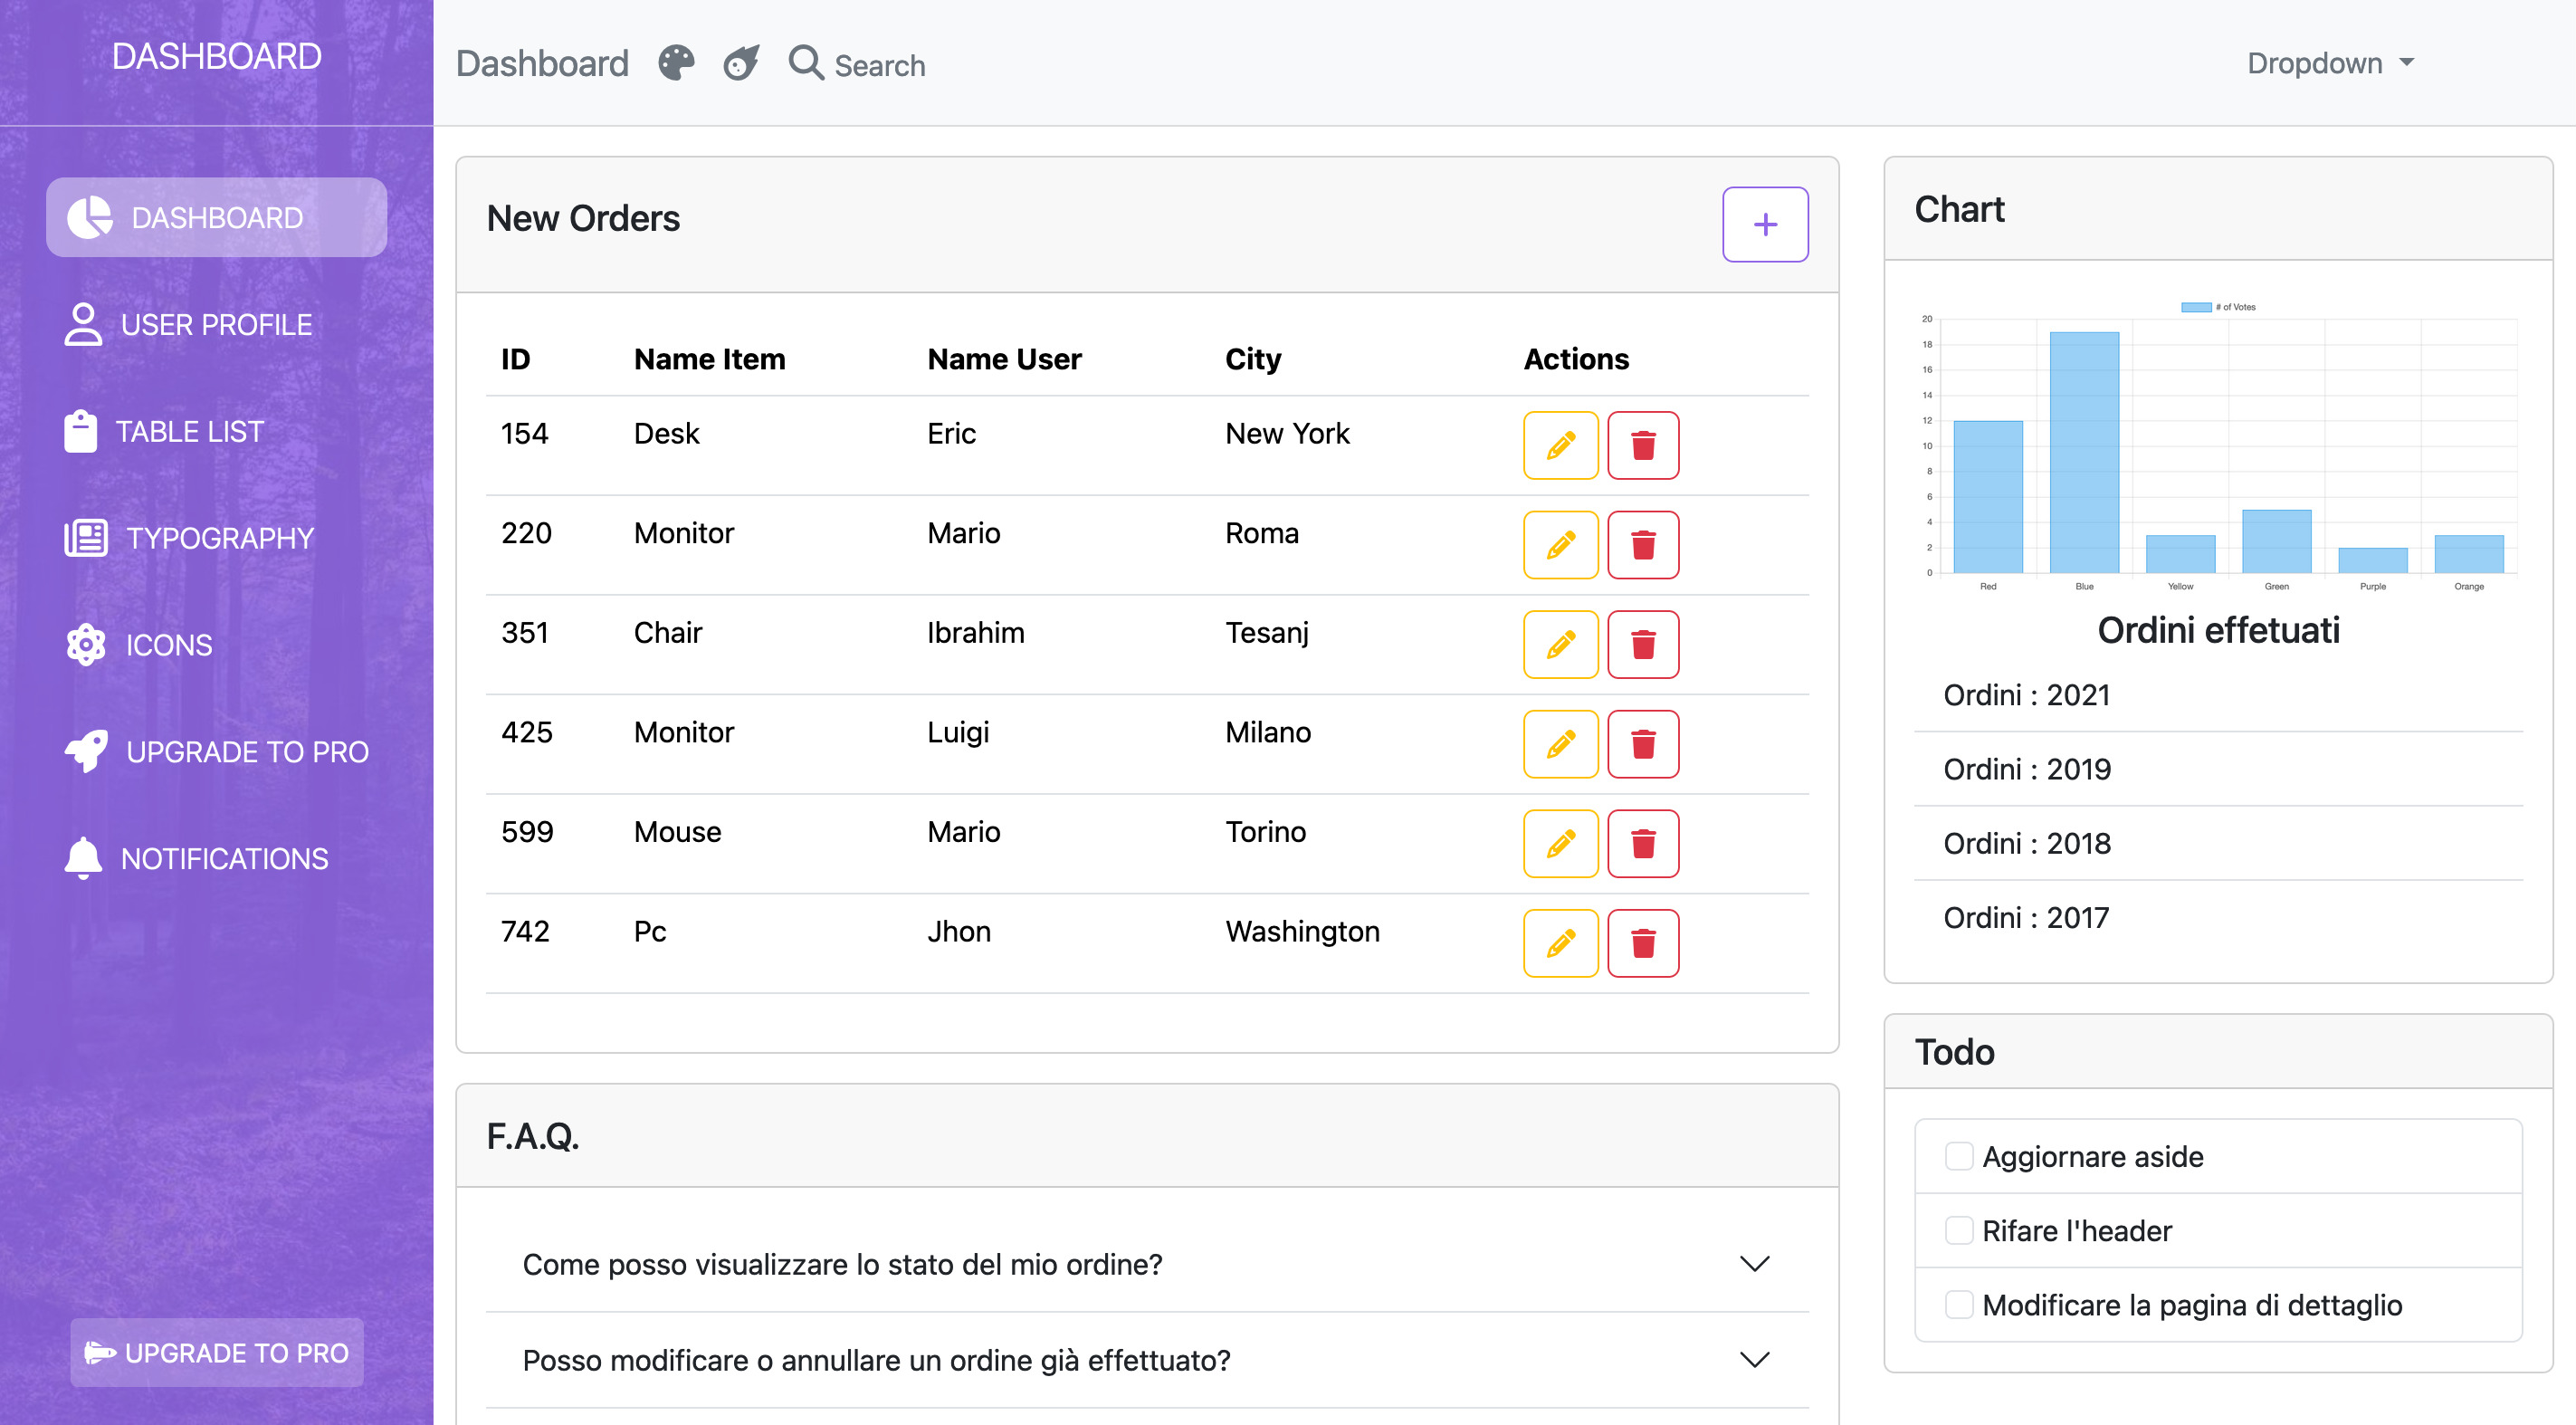 DASHBOARD
DASHBOARD
USER PROFILE
TABLE LIST
TYPOGRAPHY
ICONS
UPGRADE TO PRO
NOTIFICATIONS
UPGRADE TO PRO
Dashboard Search Dropdown
New Orders
ID Name Item Name User City Actions
154 Desk Eric New York
220 Monitor Mario Roma
351 Chair Ibrahim Tesanj
425 Monitor Luigi Milano
599 Mouse Mario Torino
742 Pc Jhon Washington
F.A.Q.
Come posso visualizzare lo stato del mio ordine?
Posso modificare o annullare un ordine già effettuato?
Chart
# of Votes
20
18
16
14
12
10
8
6
4
2
0
Red Blue Yellow Green Purple Orange
Ordini effetuati
Ordini : 2021
Ordini : 2019
Ordini : 2018
Ordini : 2017
Todo
Aggiornare aside
Rifare l'header
Modificare la pagina di dettaglio